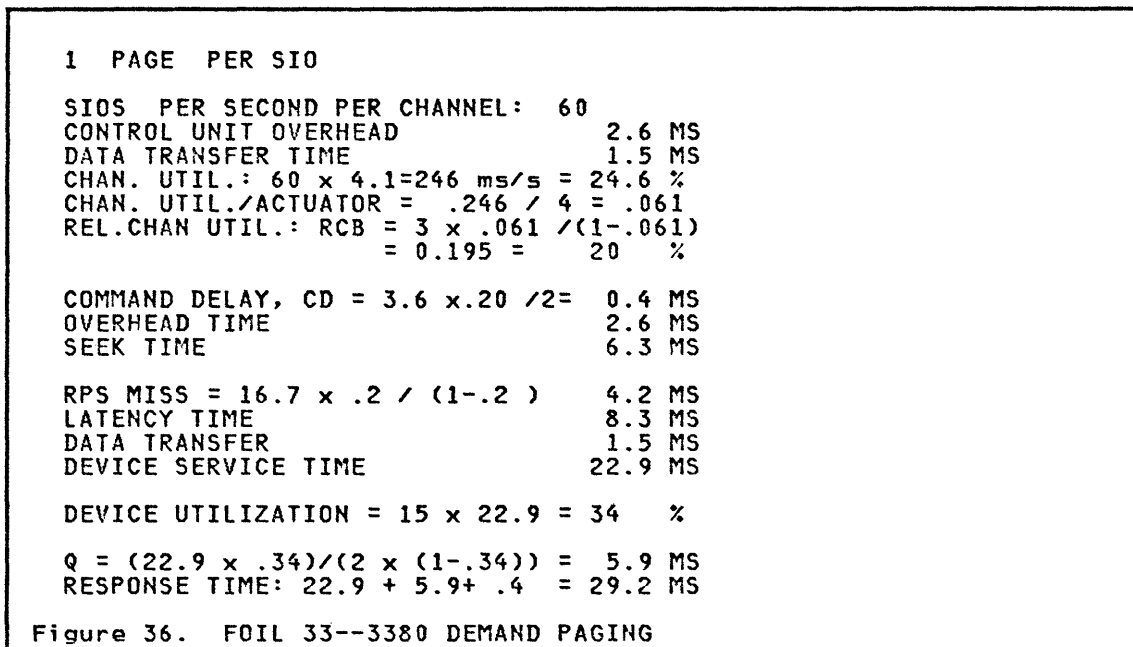 1 PAGE PER SIO
SIOS PER SECOND PER CHANNEL: 60
CONTROL UNIT OVERHEAD 2.6 MS
DATA TRANSFER TIME 1.5 MS
CHAN. UTIL.: 60 x 4.1=246 ms/s = 24.6 %
CHAN. UTIL./ACTUATOR = .246 / 4 = .061
REL.CHAN UTIL.: RCB = 3 x .061 /(1-.061)
= 0.195 = 20 %
COMMAND DELAY, CD = 3.6 x.20 /2= 0.4 MS
OVERHEAD TIME 2.6 MS
SEEK TIME 6.3 MS
RPS MISS = 16.7 x .2 / (1-.2 ) 4.2 MS
LATENCY TIME 8.3 MS
DATA TRANSFER 1.5 MS
DEVICE SERVICE TIME 22.9 MS
DEVICE UTILIZATION = 15 x 22.9 = 34 %
Q = (22.9 x .34)/(2 x (1-.34)) = 5.9 MS
RESPONSE TIME: 22.9 + 5.9+ .4 = 29.2 MS
Figure 36. FOIL 33--3380 DEMAND PAGING